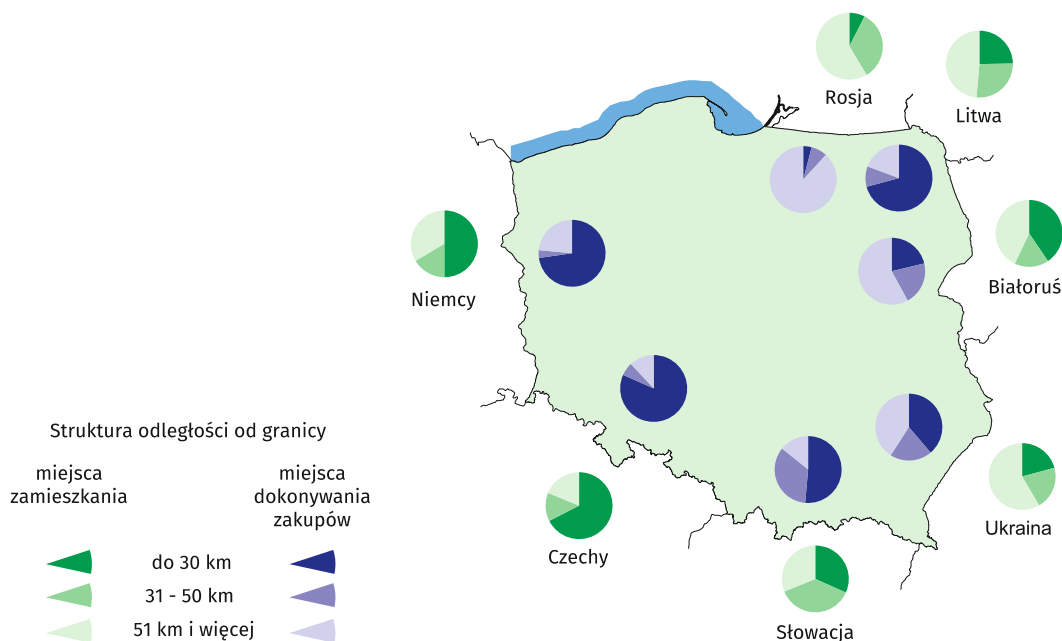 Rosja
Litwa
Niemcy
Białoruś
Struktura odległości od granicy
miejsca
zamieszkania
miejsca
dokonywania
zakupów
Czechy
Ukraina
Słowacja
do 30 km
31 - 50 km
51 km i więcej